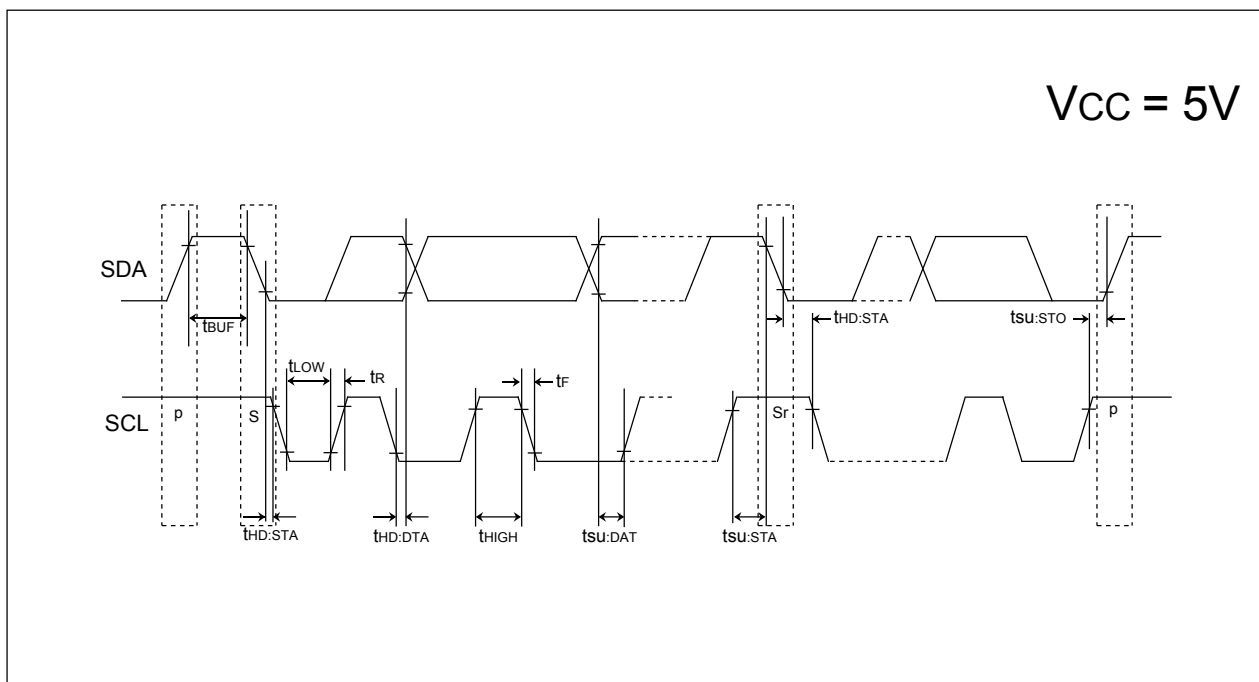 VCC = 5V
SDA
tBUF
tHD:STA
tsu:STO
tLOW
tR
tF
SCL
p
S
Sr
p
tHD:STA
tHD:DTA
tHIGH
tsu:DAT
tsu:STA